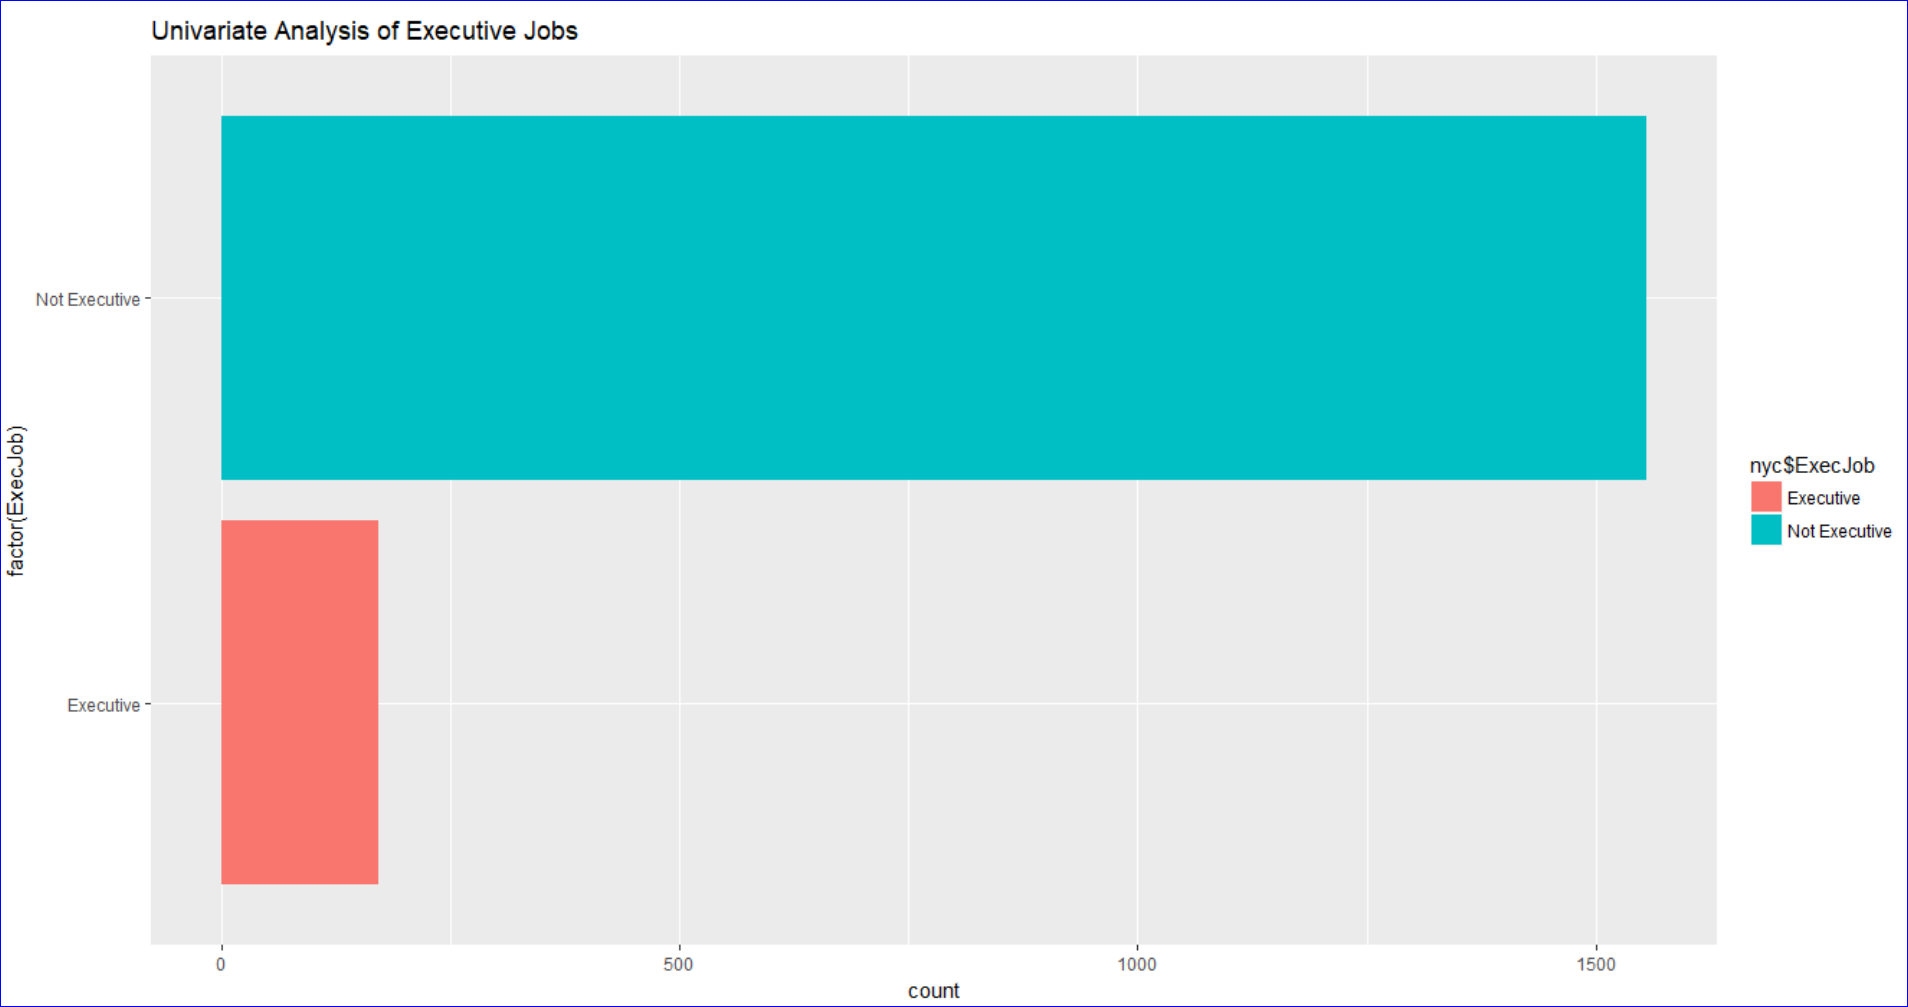 Univariate Analysis of Executive Jobs
Not Executive
Executive
factor(ExecJob)
0
500
1000
1500
count
nyc$ExecJob
Executive
Not Executive